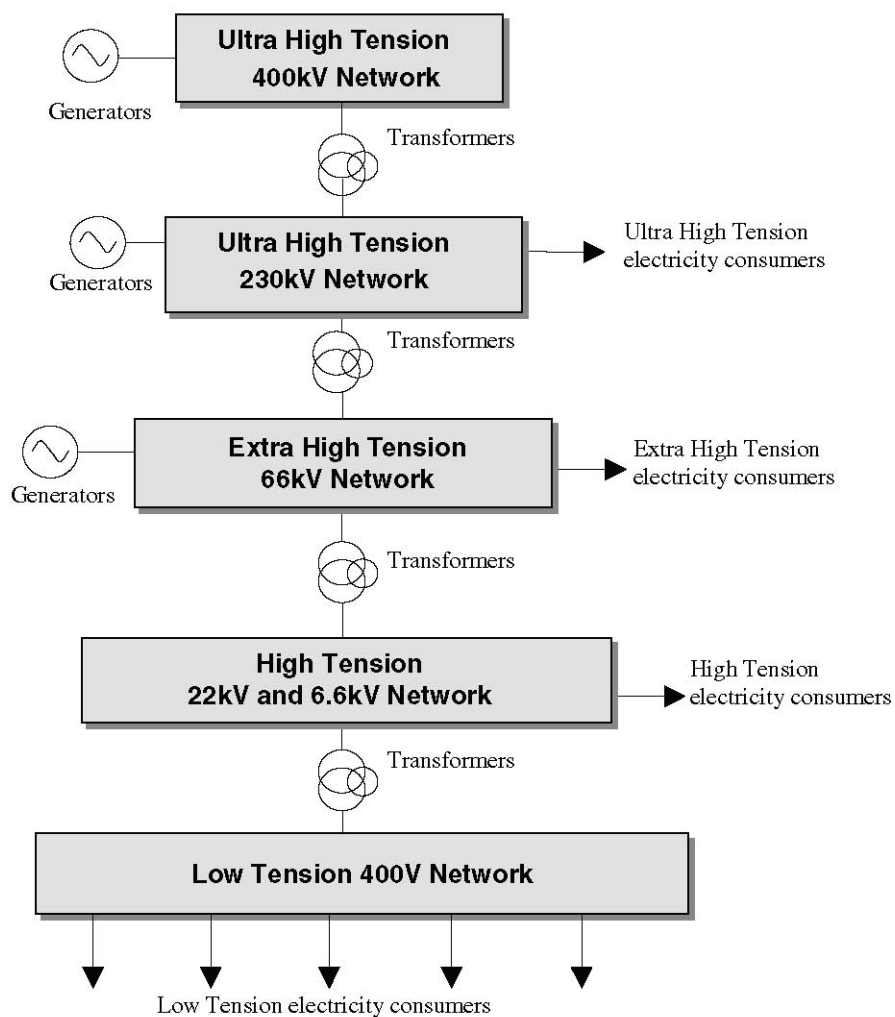 Ultra High Tension
400kV Network
Generators
Transformers
Ultra High Tension
230kV Network
Generators
Ultra High Tension
electricity consumers
Transformers
Extra High Tension
66kV Network
Generators
Extra High Tension
electricity consumers
Transformers
High Tension
22kV and 6.6kV Network
High Tension
electricity consumers
Transformers
Low Tension 400V Network
Low Tension electricity consumers